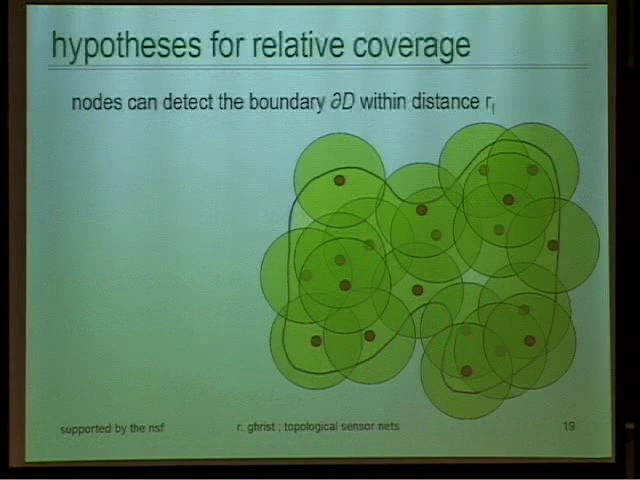 hypotheses for relative coverage
nodes can detect the boundary ∂D within distance r_f
supported by the nsf
r. ghrist ; topological sensor nets
19